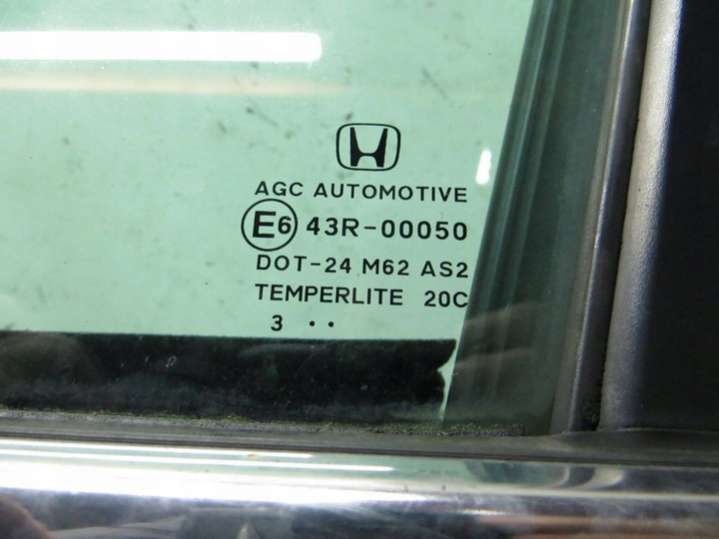 AGC AUTOMOTIVE
E6 43R-00050
DOT-24 M62 AS2
TEMPERLITE 20C
3 ··